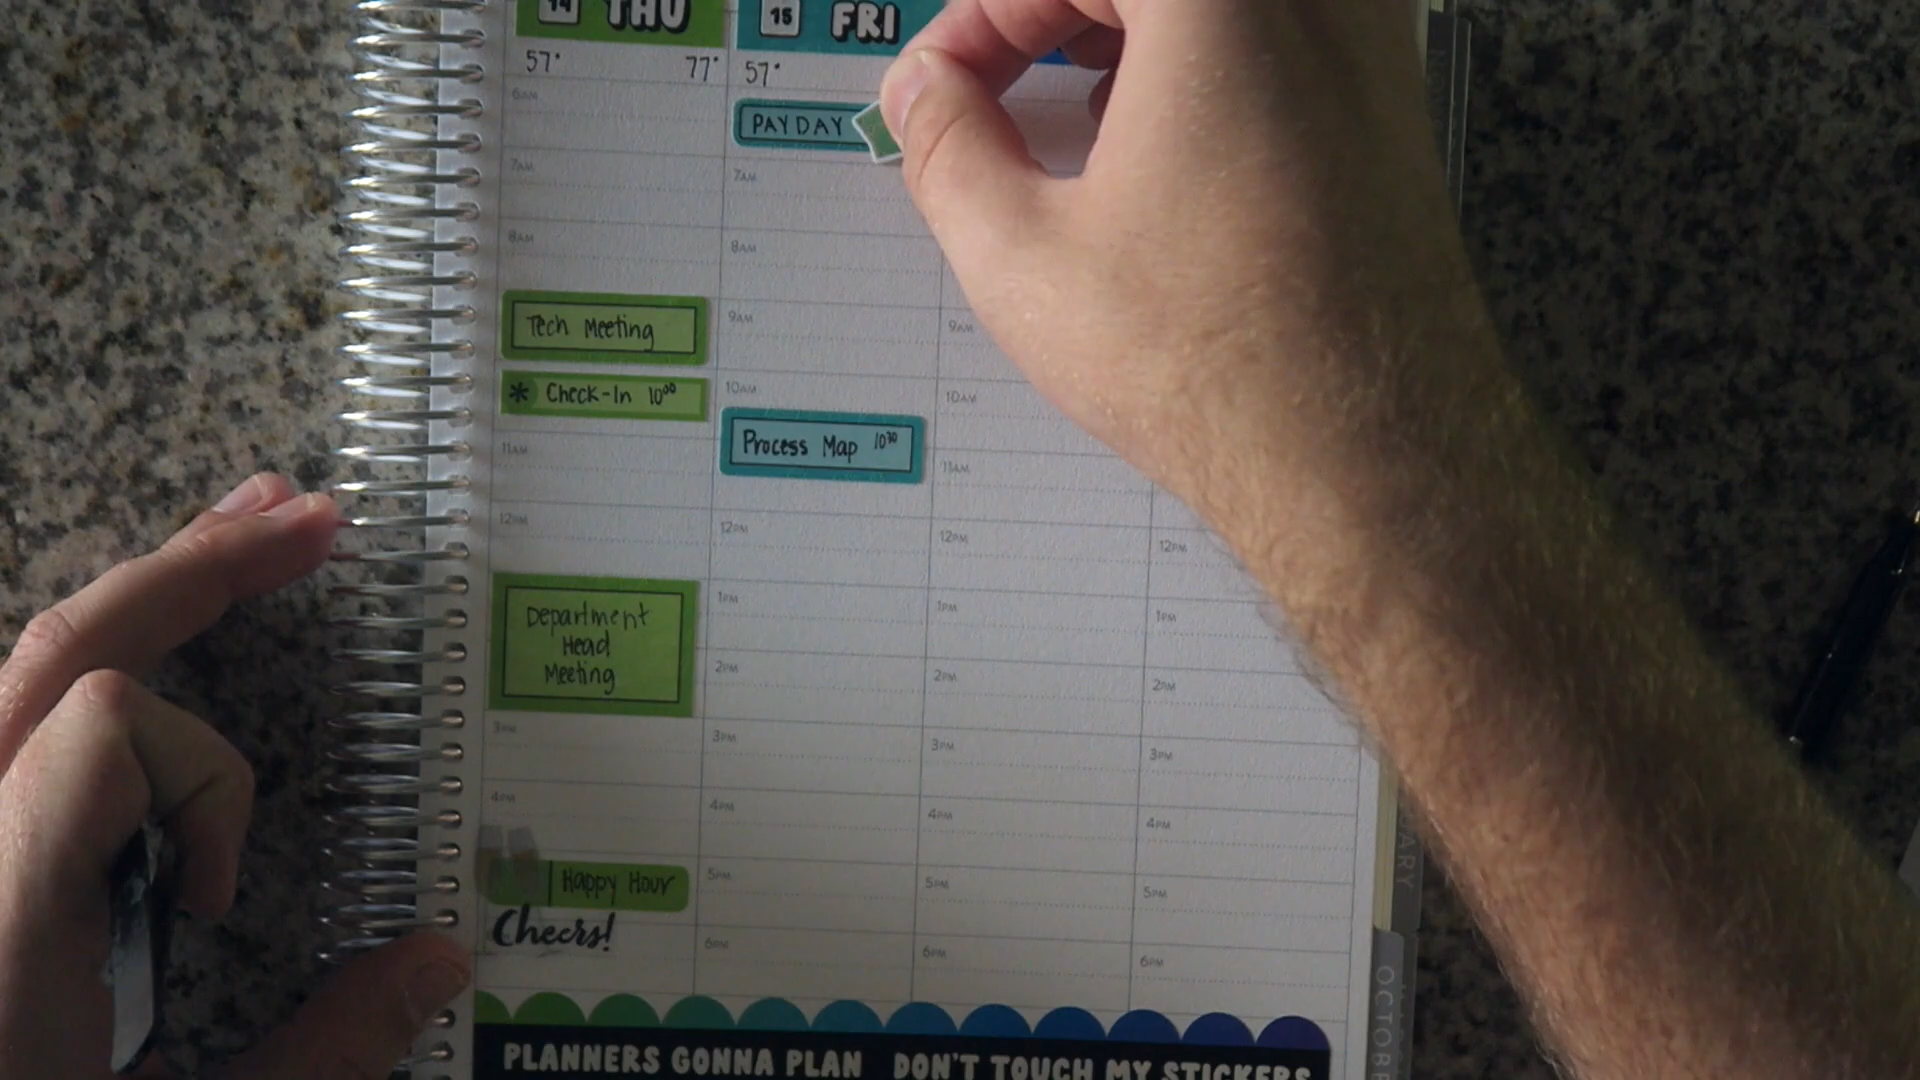 14 THU
15 FRI
57° 77°
57°
6AM
PAYDAY
7AM
7AM
8AM
8AM
Tech Meeting
9AM
9AM
* Check-In 10⁰⁰
10AM
10AM
Process Map 10³⁰
11AM
11AM
12PM
12PM
12PM
12PM
Department
Head
Meeting
1PM
1PM
1PM
2PM
2PM
2PM
3PM
3PM
3PM
3PM
4PM
4PM
4PM
4PM
Happy Hour
5PM
5PM
5PM
Cheers!
6PM
6PM
6PM
PLANNERS GONNA PLAN DON'T TOUCH MY STICKERS